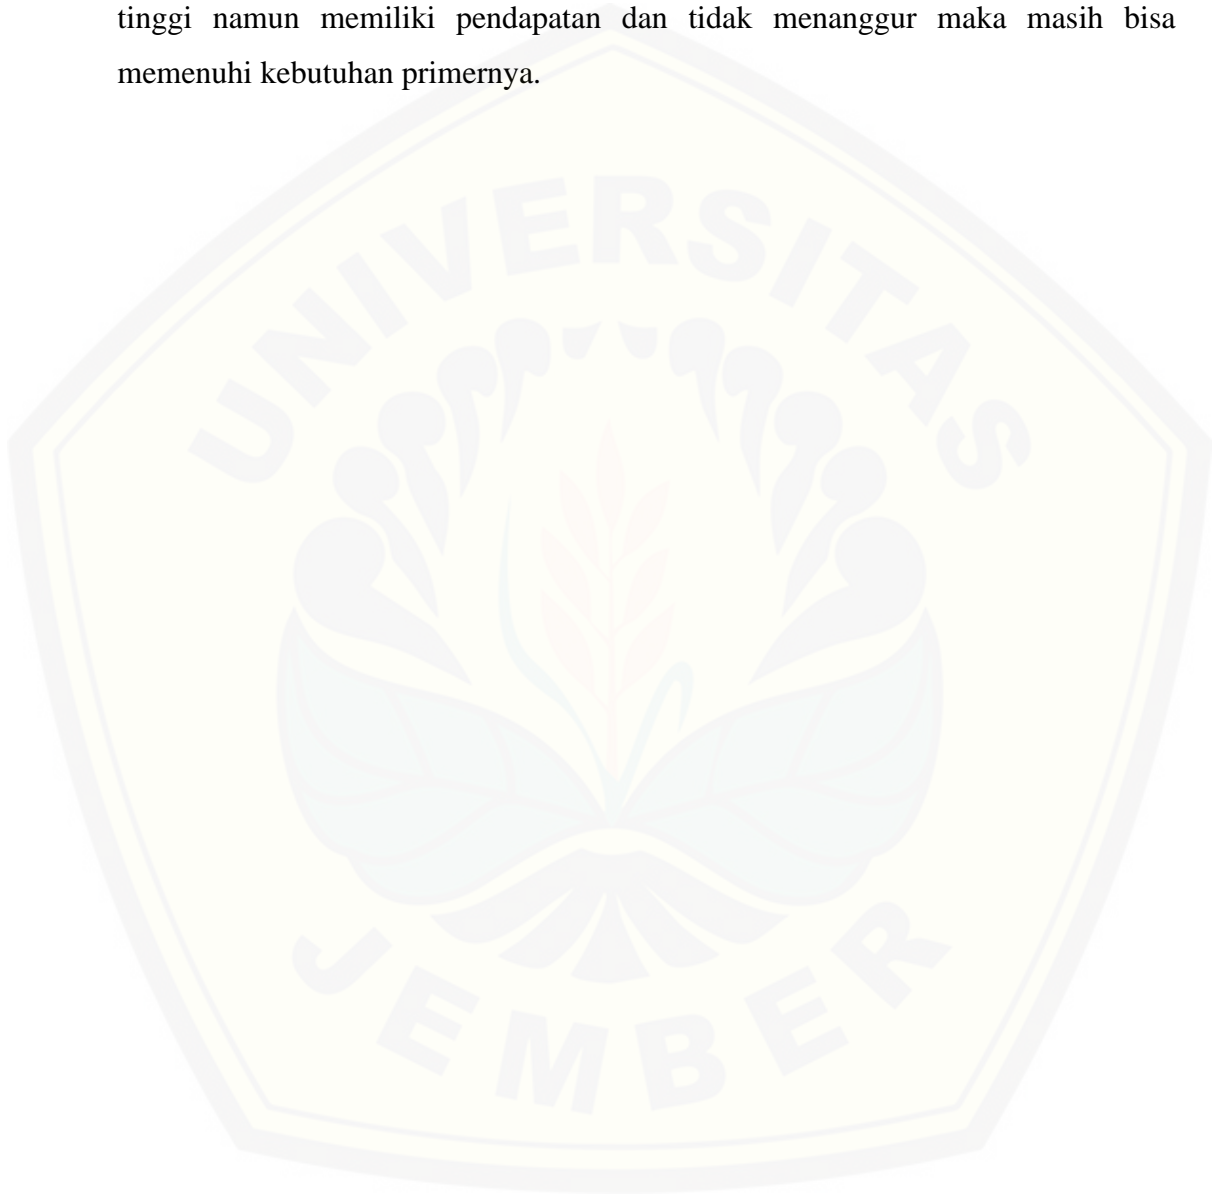 tinggi namun memiliki pendapatan dan tidak menanggur maka masih bisa
memenuhi kebutuhan primernya.
UNIVERSITAS
JEMBER